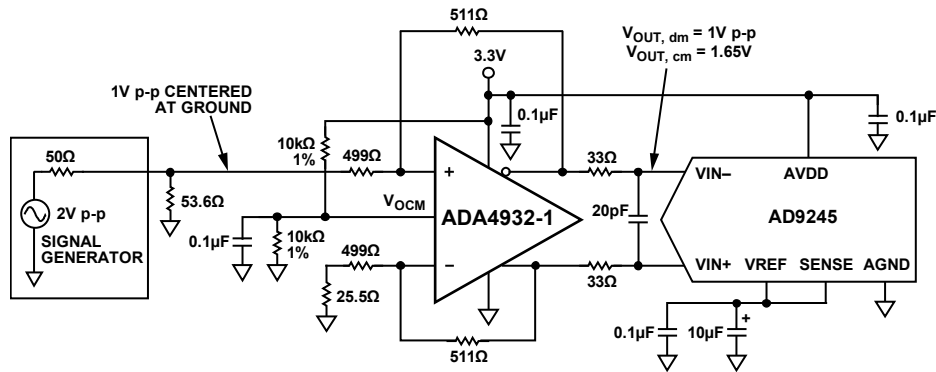 511Ω
VOUT, dm = 1V p-p
VOUT, cm = 1.65V
3.3V
1V p-p CENTERED
AT GROUND
0.1µF
0.1µF
50Ω
10kΩ
1%
499Ω
33Ω
+
VIN–
AVDD
53.6Ω
VOCM
ADA4932-1
20pF
AD9245
2V p-p
SIGNAL
GENERATOR
0.1µF
10kΩ
1%
499Ω
–
33Ω
VIN+
VREF
SENSE
AGND
25.5Ω
511Ω
0.1µF
10µF
+